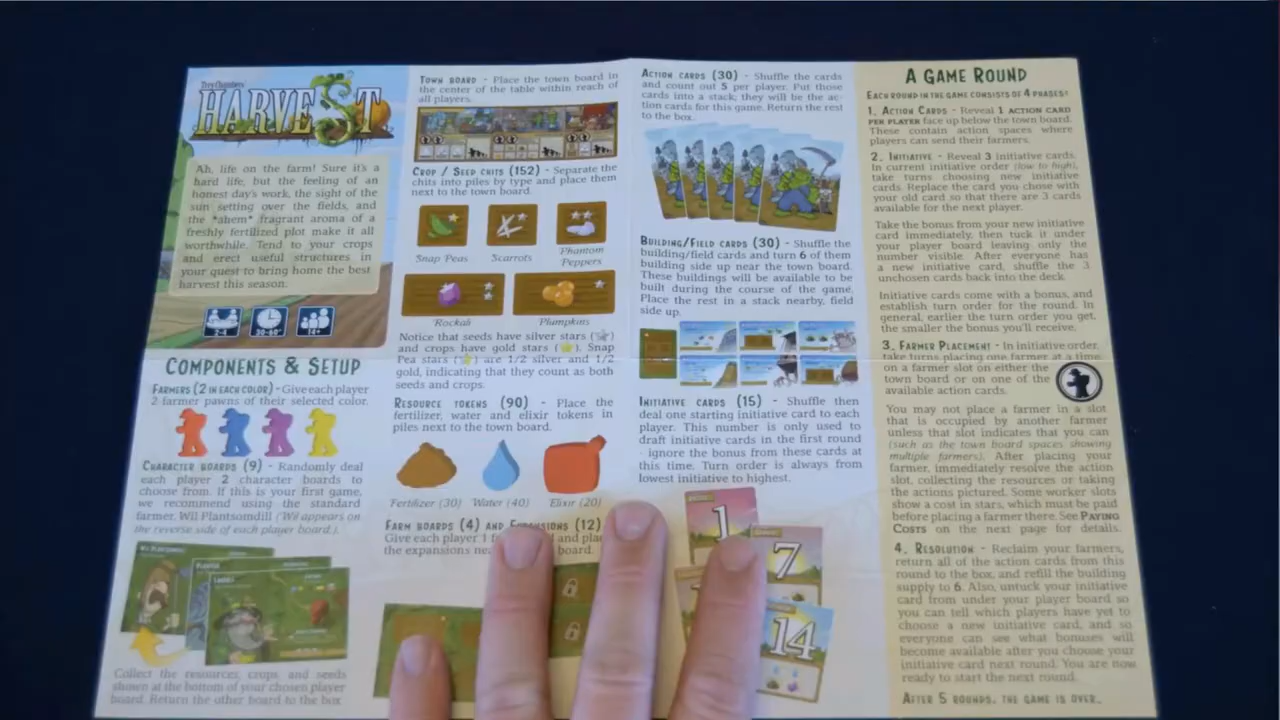 Trey Chambers'
HARVEST
Ah, life on the farm! Sure it's a
hard life, but the feeling of an
honest day's work, the sight of the
sun setting over the fields, and
the *ahem* fragrant aroma of a
freshly fertilized plot make it all
worthwhile. Tend to your crops
and erect useful structures in
your quest to bring home the best
harvest this season.
2-4
30-60'
14+
COMPONENTS & SETUP
FARMERS (2 IN EACH COLOR) - Give each player
2 farmer pawns of their selected color.
CHARACTER BOARDS (9) - Randomly deal
each player 2 character boards to
choose from. If this is your first game,
we recommend using the standard
farmer, Wil Plantsomdill (Wil appears on
the reverse side of each player board.).
Collect the resources, crops and seeds
shown at the bottom of your chosen player
board. Return the other board to the box.
TOWN BOARD - Place the town board in
the center of the table within reach of
all players.
CROP / SEED CHITS (152) - Separate the
chits into piles by type and place them
next to the town board.
Snap Peas
Scarrots
Phantom
Peppers
Rockali
Plumpkins
Notice that seeds have silver stars ( )
and crops have gold stars ( ). Snap
Pea stars ( ) are 1/2 silver and 1/2
gold, indicating that they count as both
seeds and crops.
RESOURCE TOKENS (90) - Place the
fertilizer, water and elixir tokens in
piles next to the town board.
Fertilizer (30)
Water (40)
Elixir (20)
FARM BOARDS (4) AND EXPANSIONS (12)
Give each player 1 and
the expansions board.
ACTION CARDS (30) - Shuffle the cards
and count out 5 per player. Put those
cards into a stack; they will be the ac-
tion cards for this game. Return the rest
to the box.
BUILDING/FIELD CARDS (30) - Shuffle the
building/field cards and turn 6 of them
building side up near the town board.
These buildings will be available to be
built during the course of the game.
Place the rest in a stack nearby, field
side up.
INITIATIVE CARDS (15) - Shuffle then
deal one starting initiative card to each
player. This number is only used to
draft initiative cards in the first round
- ignore the bonus from these cards at
this time. Turn order is always from
lowest initiative to highest.
1
7
14
A GAME ROUND
EACH ROUND IN THE GAME CONSISTS OF 4 PHASES:
1. ACTION CARDS - Reveal 1 ACTION CARD
PER PLAYER face up below the town board.
These contain action spaces where
players can send their farmers.
2. INITIATIVE - Reveal 3 initiative cards.
In current initiative order (low to high),
take turns choosing new initiative
cards. Replace the card you chose with
your old card so that there are 3 cards
available for the next player.
Take the bonus from your new initiative
card immediately, then tuck it under
your player board leaving only the
number visible. After everyone has
a new initiative card, shuffle the 3
unchosen cards back into the deck.
Initiative cards come with a bonus, and
establish turn order for the round. In
general, earlier the turn order you get,
the smaller the bonus you'll receive.
3. FARMER PLACEMENT - In initiative order,
take turns placing one farmer at a time
on a farmer slot on either the
town board or on one of the
available action cards.
You may not place a farmer in a slot
that is occupied by another farmer
unless that slot indicates that you can
(such as the town board spaces showing
multiple farmers). After placing your
farmer, immediately resolve the action
slot, collecting the resources or taking
the actions pictured. Some worker slots
show a cost in stars, which must be paid
before placing a farmer there. See PAYING
COSTS on the next page for details.
4. RESOLUTION - Reclaim your farmers,
return all of the action cards from this
round to the box, and refill the building
supply to 6. Also, untuck your initiative
card from under your player board so
you can tell which players have yet to
choose a new initiative card, and so
everyone can see what bonuses will
become available after you choose your
initiative card next round. You are now
ready to start the next round.
AFTER 5 ROUNDS, THE GAME IS OVER.